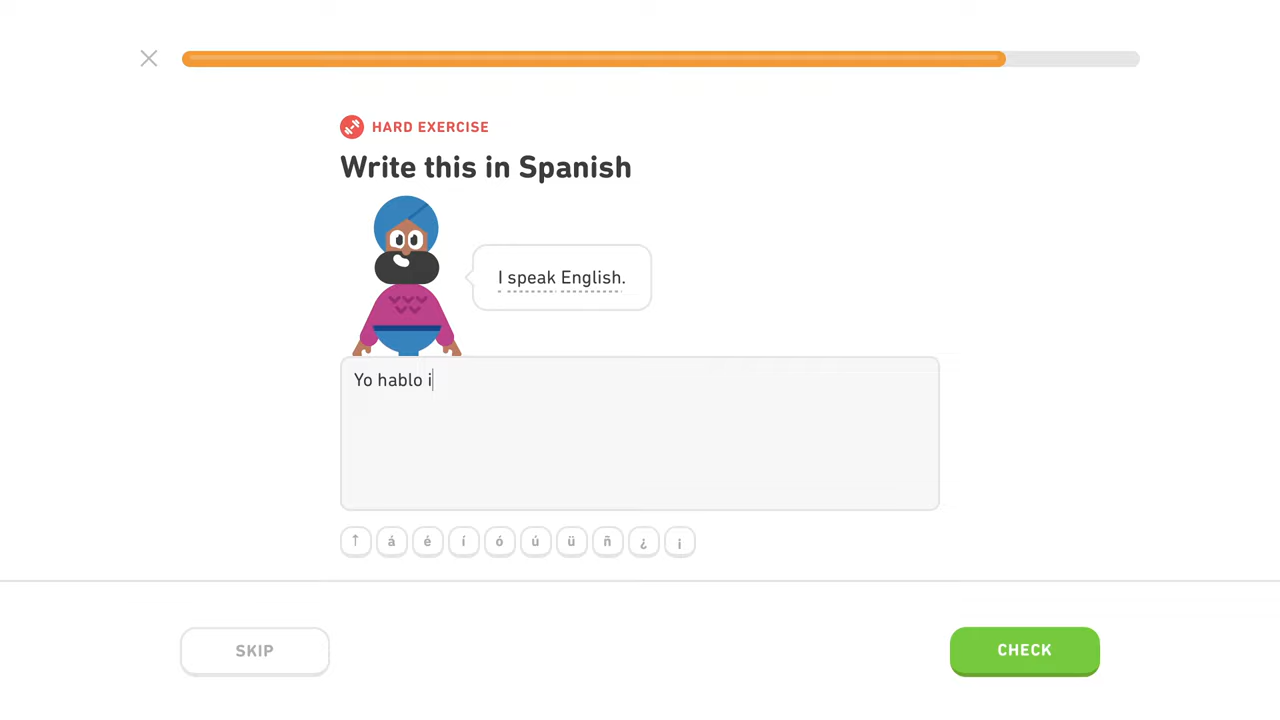 HARD EXERCISE
Write this in Spanish
I speak English.
Yo hablo i
↑ á é í ó ú ü ñ ¿ ¡
SKIP
CHECK